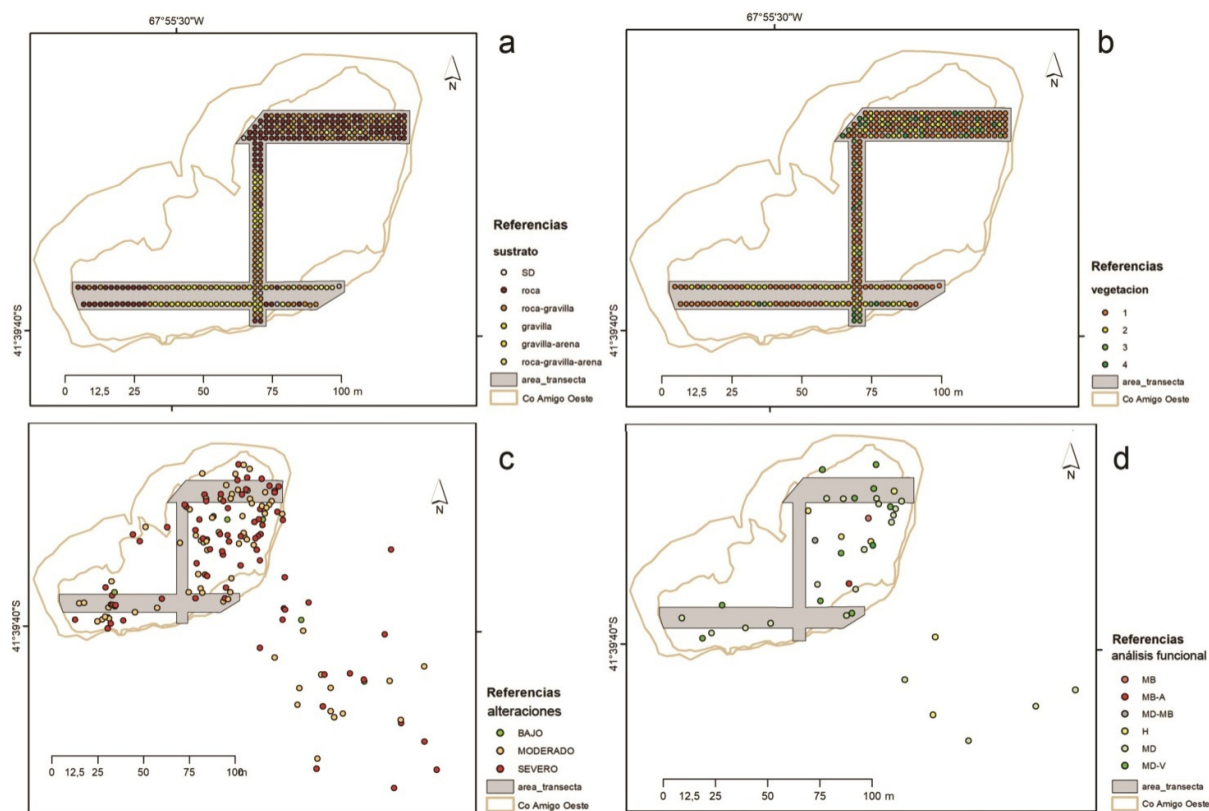 67°55'30"W
a
N
41°39'40"S
Referencias
sustrato
SD
roca
roca-gravilla
gravilla
gravilla-arena
roca-gravilla-arena
area_transecta
Co Amigo Oeste
0 12,5 25 50 75 100 m
67°55'30"W
b
N
41°39'40"S
Referencias
vegetacion
1
2
3
4
area_transecta
Co Amigo Oeste
0 12,5 25 50 75 100 m
c
N
41°39'40"S
Referencias
alteraciones
BAJO
MODERADO
SEVERO
area_transecta
Co Amigo Oeste
0 12,5 25 50 75 100 m
d
N
41°39'40"S
Referencias
análisis funcional
MB
MB-A
MD-MB
H
MD
MD-V
area_transecta
Co Amigo Oeste
0 12,5 25 50 75 100 m